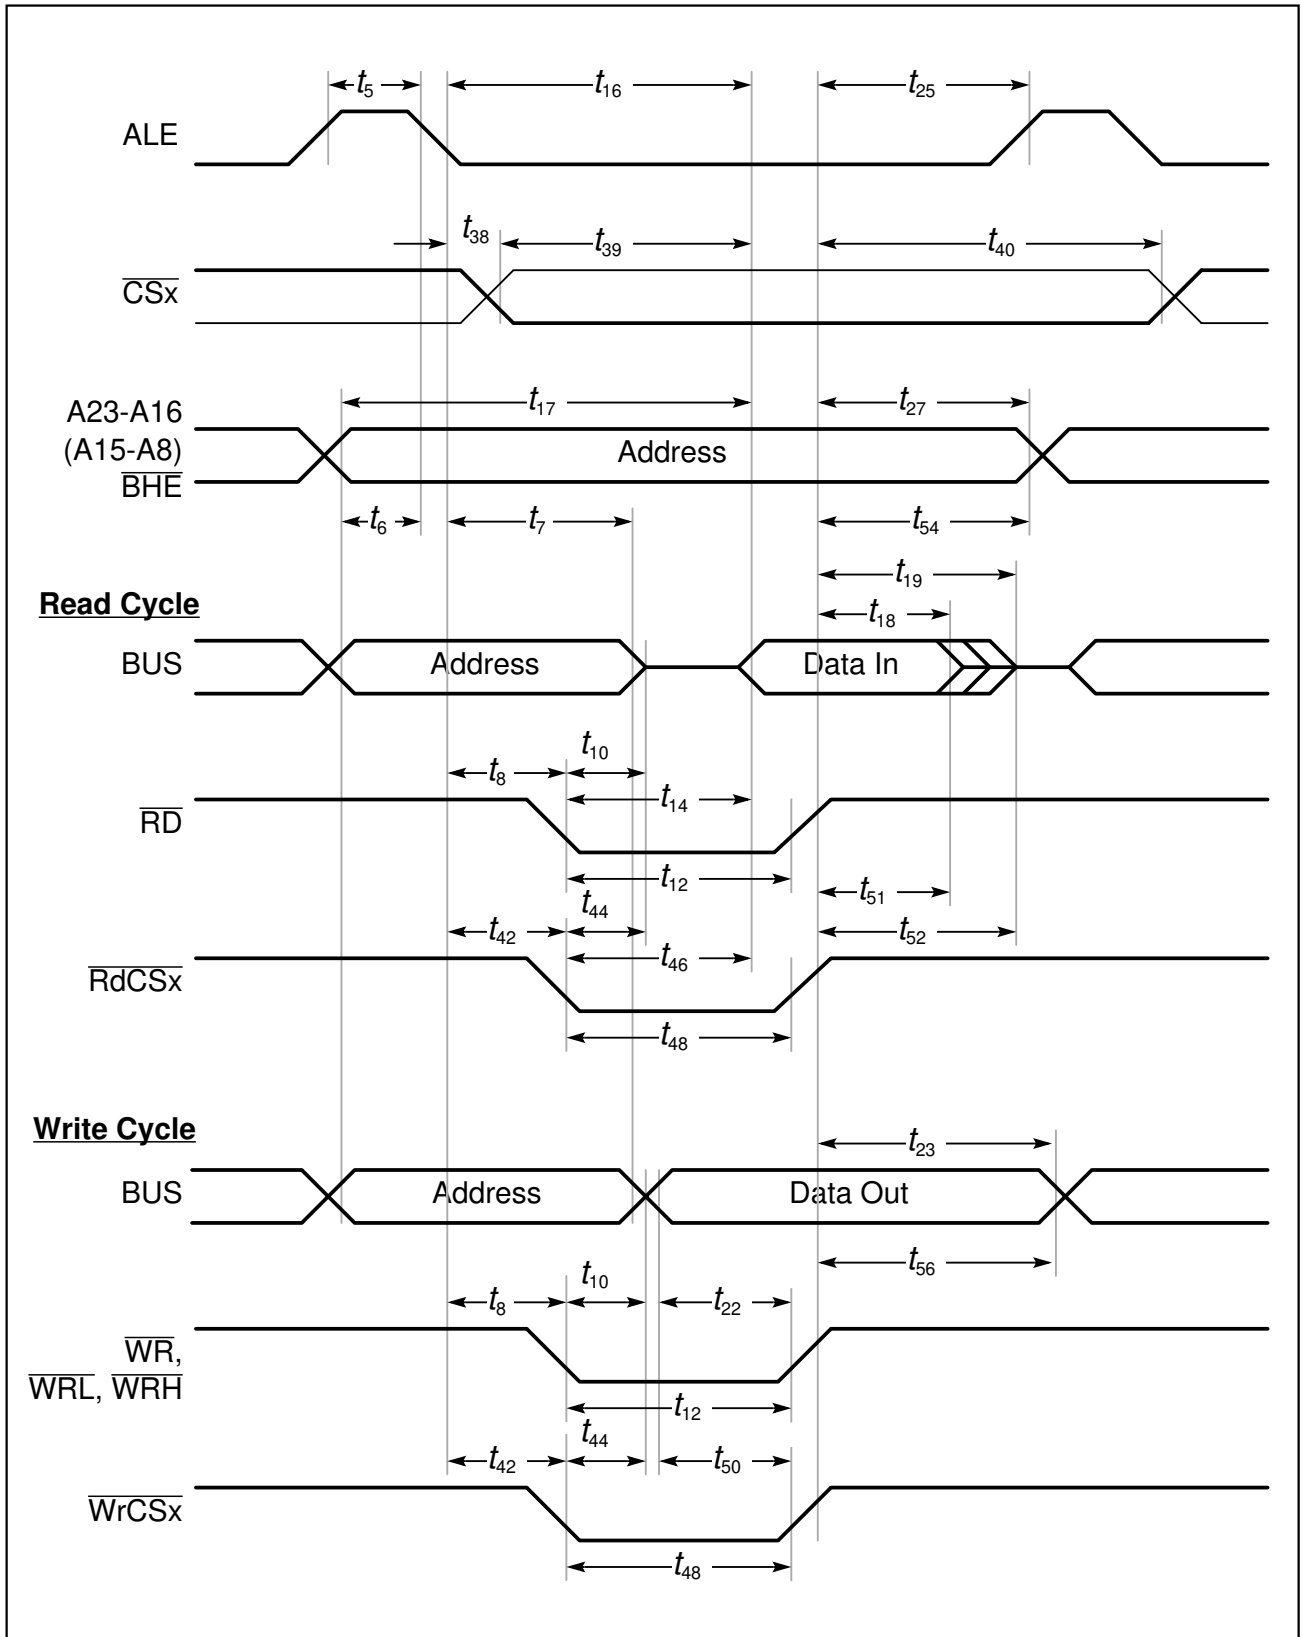 t5 t16 t25
ALE
t38 t39 t40
CSx
t17 t27
A23-A16
(A15-A8)
BHE
Address
t6 t7 t54
t19
Read Cycle
t18
BUS Address Data In
t10
t8
t14
RD
t12
t51
t44
t42 t52
t46
RdCSx
t48
Write Cycle
t23
BUS Address Data Out
t56
t10
t8 t22
WR,
WRL, WRH
t12
t44
t42 t50
WrCSx
t48